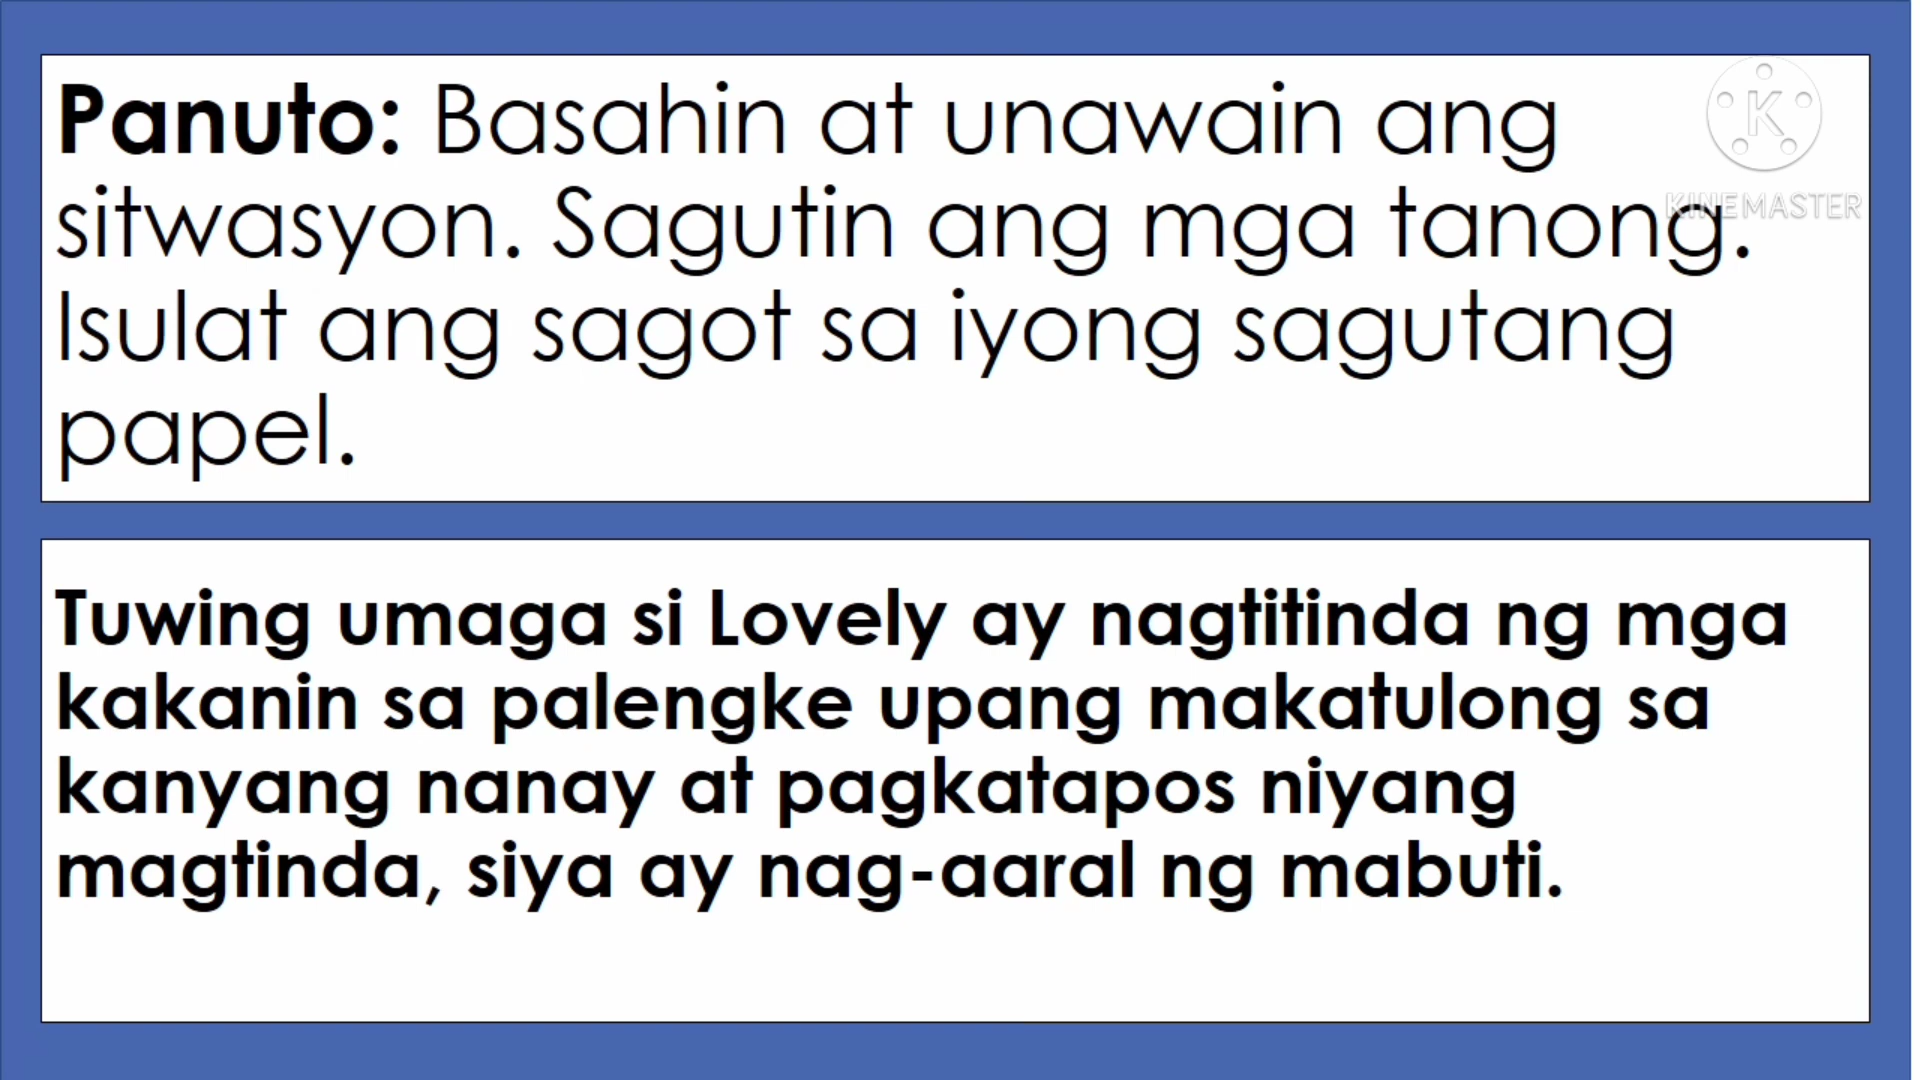 Panuto: Basahin at unawain ang
sitwasyon. Sagutin ang mga tanong.
Isulat ang sagot sa iyong sagutang
papel.
K
KINEMASTER
Tuwing umaga si Lovely ay nagtitinda ng mga
kakanin sa palengke upang makatulong sa
kanyang nanay at pagkatapos niyang
magtinda, siya ay nag-aaral ng mabuti.